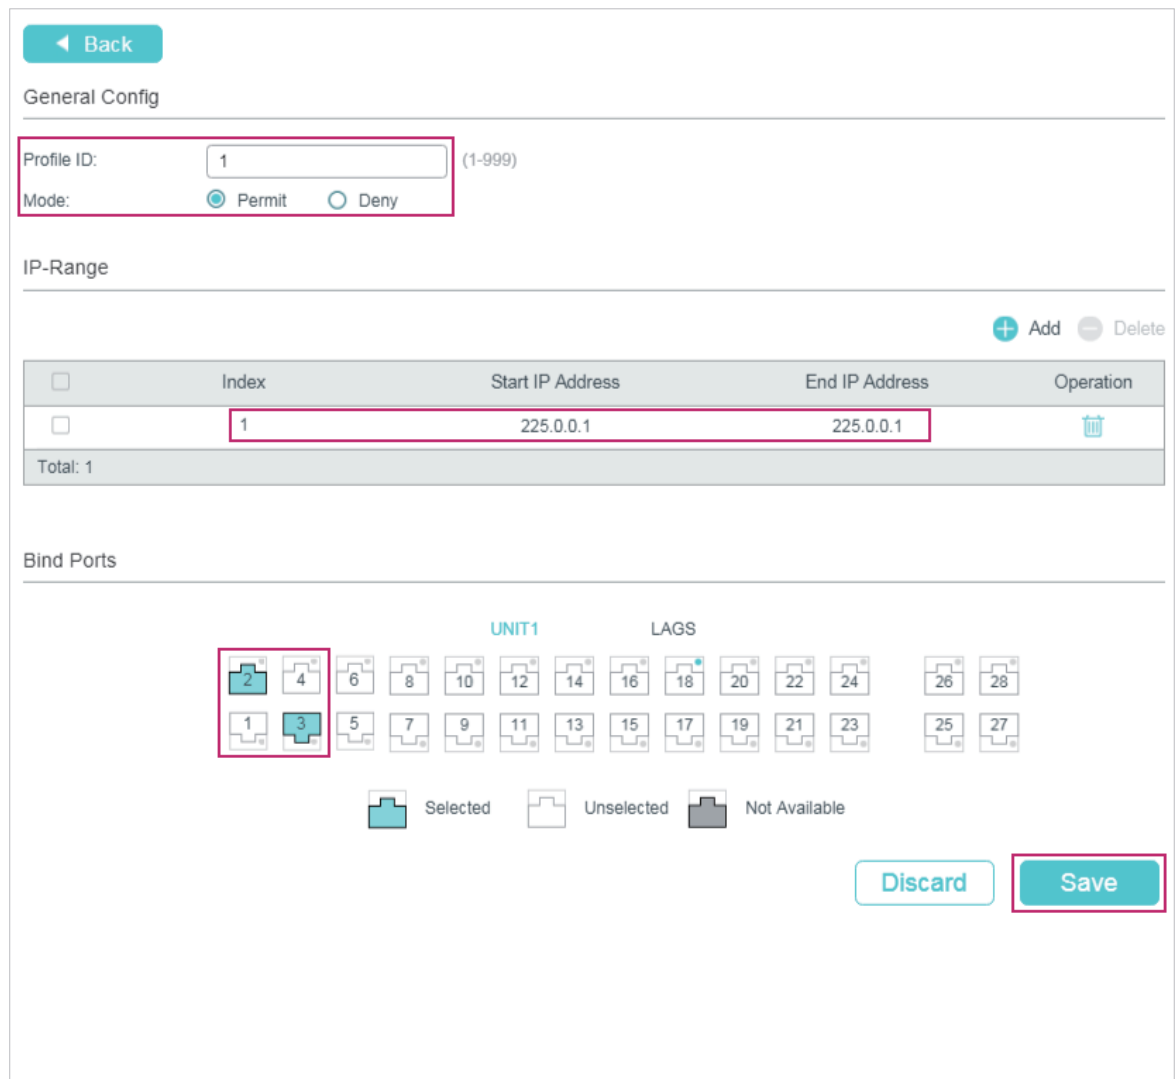 Back
General Config
Profile ID: 1 (1-999)
Mode: Permit Deny
IP-Range
Add Delete
Index Start IP Address End IP Address Operation
1 225.0.0.1 225.0.0.1
Total: 1
Bind Ports
UNIT1 LAGS
2 4 6 8 10 12 14 16 18 20 22 24 26 28
1 3 5 7 9 11 13 15 17 19 21 23 25 27
Selected Unselected Not Available
Discard Save